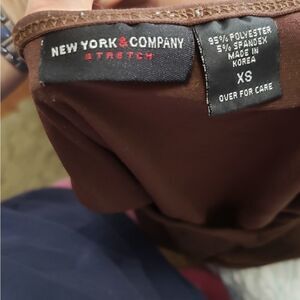 NEW YORK & COMPANY
STRETCH
95% POLYESTER
5% SPANDEX
MADE IN
KOREA
XS
OVER FOR CARE